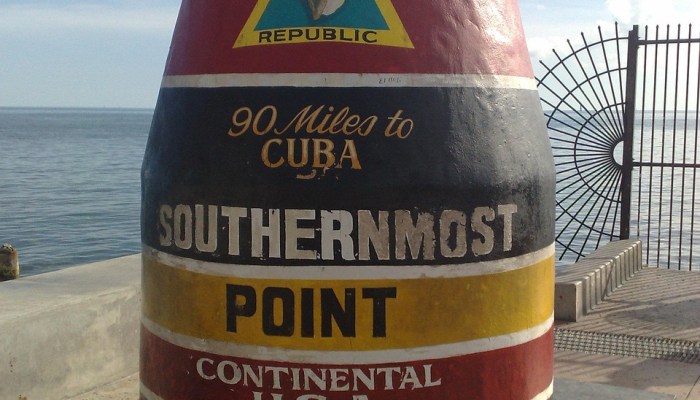 REPUBLIC
90 Miles to
CUBA
SOUTHERNMOST
POINT
CONTINENTAL
U.S.A.